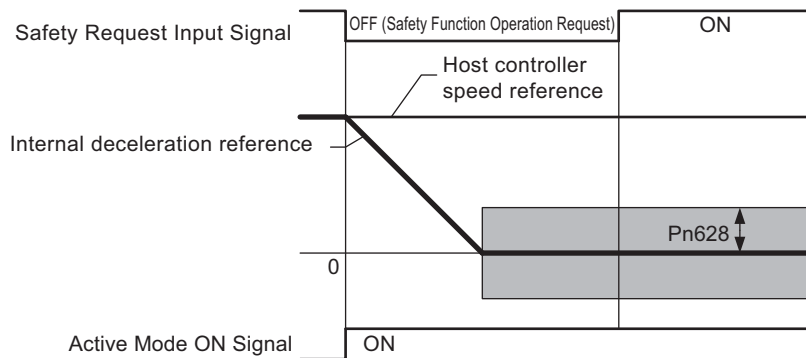 Safety Request Input Signal
OFF (Safety Function Operation Request)
ON
Host controller
speed reference
Internal deceleration reference
Pn628
0
Active Mode ON Signal
ON